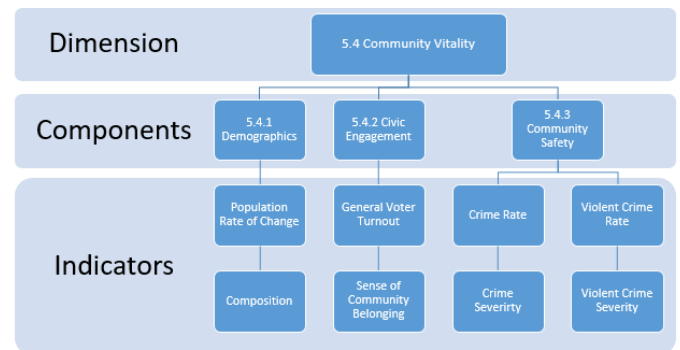 Dimension
5.4 Community Vitality
Components
5.4.1
Demographics
5.4.2 Civic
Engagement
5.4.3
Community
Safety
Indicators
Population
Rate of Change
General Voter
Turnout
Crime Rate
Violent Crime
Rate
Composition
Sense of
Community
Belonging
Crime
Severirty
Violent Crime
Severity